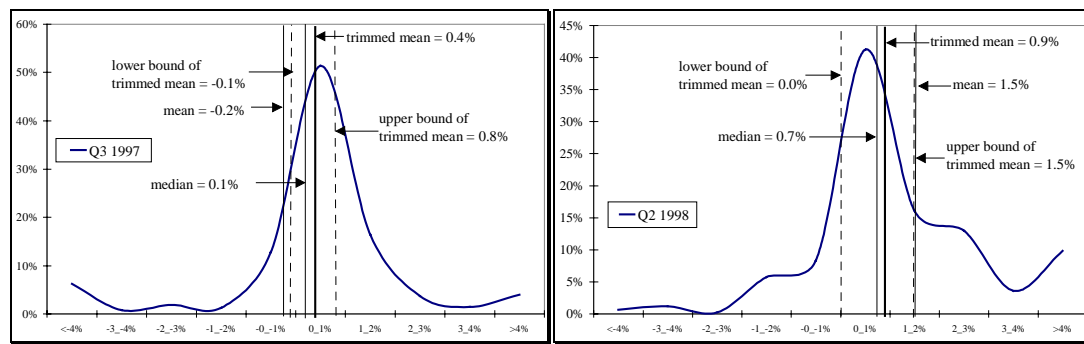 60%
50%
40%
30%
20%
10%
0%
trimmed mean = 0.4%
lower bound of
trimmed mean = -0.1%
mean = -0.2%
upper bound of
trimmed mean = 0.8%
Q3 1997
median = 0.1%
<-4% -3_-4% -2_-3% -1_-2% -0_-1% 0_1% 1_2% 2_3% 3_4% >4%
45%
40%
35%
30%
25%
20%
15%
10%
5%
0%
trimmed mean = 0.9%
lower bound of
trimmed mean = 0.0%
mean = 1.5%
median = 0.7%
upper bound of
trimmed mean = 1.5%
Q2 1998
<-4% -3_-4% -2_-3% -1_-2% -0_-1% 0_1% 1_2% 2_3% 3_4% >4%